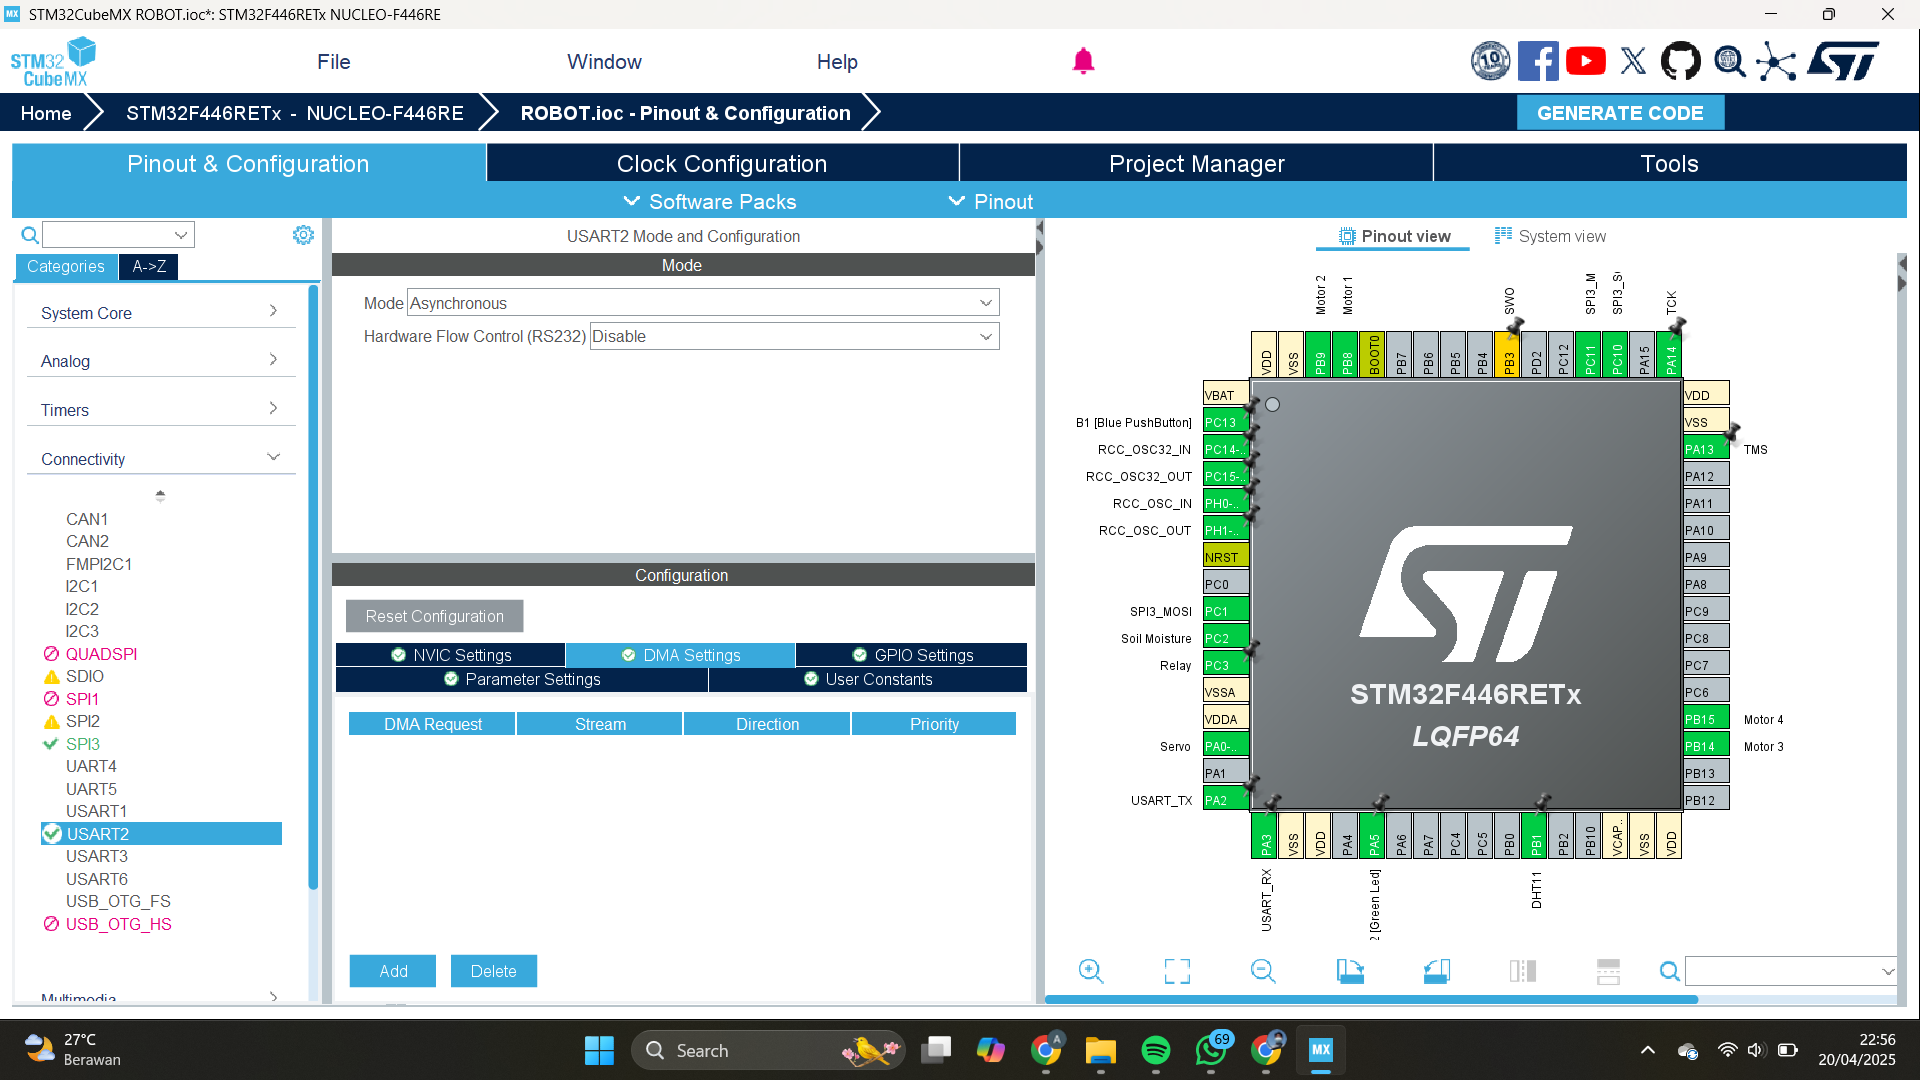 STM32CubeMX ROBOT.ioc*: STM32F446RETx NUCLEO-F446RE
STM32 CubeMX
File
Window
Help
Home
STM32F446RETx - NUCLEO-F446RE
ROBOT.ioc - Pinout & Configuration
GENERATE CODE
Pinout & Configuration
Clock Configuration
Project Manager
Tools
Software Packs
Pinout
Categories
A->Z
System Core
Analog
Timers
Connectivity
CAN1
CAN2
FMPI2C1
I2C1
I2C2
I2C3
QUADSPI
SDIO
SPI1
SPI2
SPI3
UART4
UART5
USART1
USART2
USART3
USART6
USB_OTG_FS
USB_OTG_HS
Multimedia
USART2 Mode and Configuration
Mode
Mode Asynchronous
Hardware Flow Control (RS232) Disable
Configuration
Reset Configuration
NVIC Settings
DMA Settings
GPIO Settings
Parameter Settings
User Constants
DMA Request
Stream
Direction
Priority
Add
Delete
Pinout view
System view
Motor 2
Motor 1
SWO
SPI3_M
SPI3_S
TCK
VDD
VSS
PB9
PB8
BOOT0
PB7
PB6
PB5
PB4
PB3
PD2
PC12
PC11
PC10
PA15
PA14
VBAT
B1 [Blue PushButton] PC13
RCC_OSC32_IN PC14-..
RCC_OSC32_OUT PC15-..
RCC_OSC_IN PH0-..
RCC_OSC_OUT PH1-..
NRST
PC0
SPI3_MOSI PC1
Soil Moisture PC2
Relay PC3
VSSA
VDDA
Servo PA0-..
PA1
USART_TX PA2
VDD
VSS
PA13 TMS
PA12
PA11
PA10
PA9
PA8
PC9
PC8
PC7
PC6
PB15 Motor 4
PB14 Motor 3
PB13
PB12
STM32F446RETx
LQFP64
PA3
VSS
VDD
PA4
PA5
PA6
PA7
PC4
PC5
PB0
PB1
PB2
PB10
VCAP..
VSS
VDD
USART_RX
2 [Green Led]
DHT11
27°C
Berawan
Search
69
MX
22:56
20/04/2025